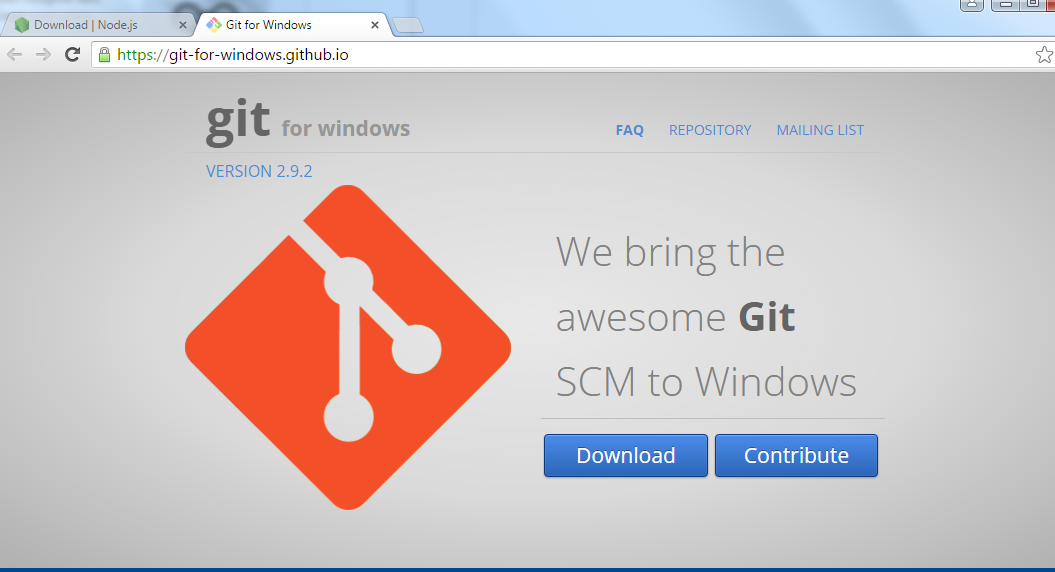 Download | Node.js
Git for Windows
https://git-for-windows.github.io
git for windows
FAQ REPOSITORY MAILING LIST
VERSION 2.9.2
We bring the
awesome Git
SCM to Windows
Download Contribute